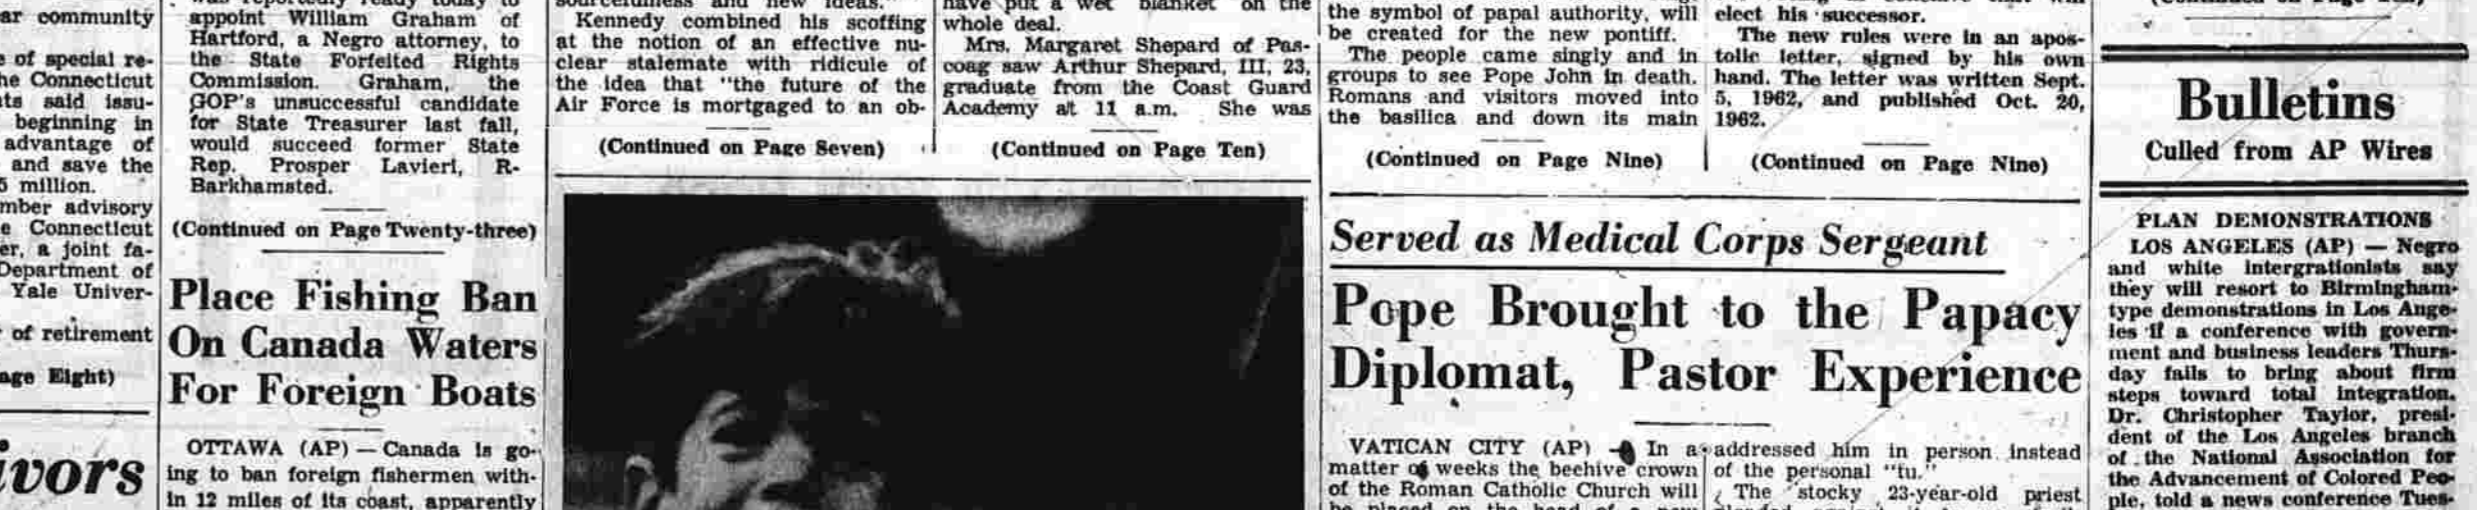 ar community
e of special re-
he Connecticut
ts said issu-
beginning in
advantage of
and save the
5 million.
mber advisory
e Connecticut
er, a joint fa-
Department of
Yale Univer-
of retirement
age Eight)
ivors
appoint William Graham of
Hartford, a Negro attorney, to
the State Forfeited Rights
Commission. Graham, the
GOP's unsuccessful candidate
for State Treasurer last fall,
would succeed former State
Rep. Prosper Lavieri, R-
Barkhamsted.
(Continued on Page Twenty-three)
Place Fishing Ban
On Canada Waters
For Foreign Boats
OTTAWA (AP) — Canada is go-
ing to ban foreign fishermen with-
in 12 miles of its coast, apparently
and new ideas."
Kennedy combined his scoffing
at the notion of an effective nu-
clear stalemate with ridicule of
the idea that "the future of the
Air Force is mortgaged to an ob-
(Continued on Page Seven)
have put a wet blanket on the
whole deal.
Mrs. Margaret Shepard of Pas-
coag saw Arthur Shepard, III, 23,
graduate from the Coast Guard
Academy at 11 a.m. She was
(Continued on Page Ten)
the symbol of papal authority, will
be created for the new pontiff.
The people came singly and in
groups to see Pope John in death.
Romans and visitors moved into
the basilica and down its main
(Continued on Page Nine)
elect his successor.
The new rules were in an apos-
tolic letter, signed by his own
hand. The letter was written Sept.
5, 1962, and published Oct. 20,
1962.
(Continued on Page Nine)
Served as Medical Corps Sergeant
Pope Brought to the Papacy
Diplomat, Pastor Experience
VATICAN CITY (AP) — In a
matter of weeks the beehive crown
of the Roman Catholic Church will
be placed on the head of a new
addressed him in person instead
of the personal "tu."
The stocky 23-year-old priest
Bulletins
Culled from AP Wires
PLAN DEMONSTRATIONS
LOS ANGELES (AP) — Negro
and white intergrationists say
they will resort to Birmingham-
type demonstrations in Los Ange-
les if a conference with govern-
ment and business leaders Thurs-
day fails to bring about firm
steps toward total integration.
Dr. Christopher Taylor, presi-
dent of the Los Angeles branch
of the National Association for
the Advancement of Colored Peo-
ple, told a news conference Tues-